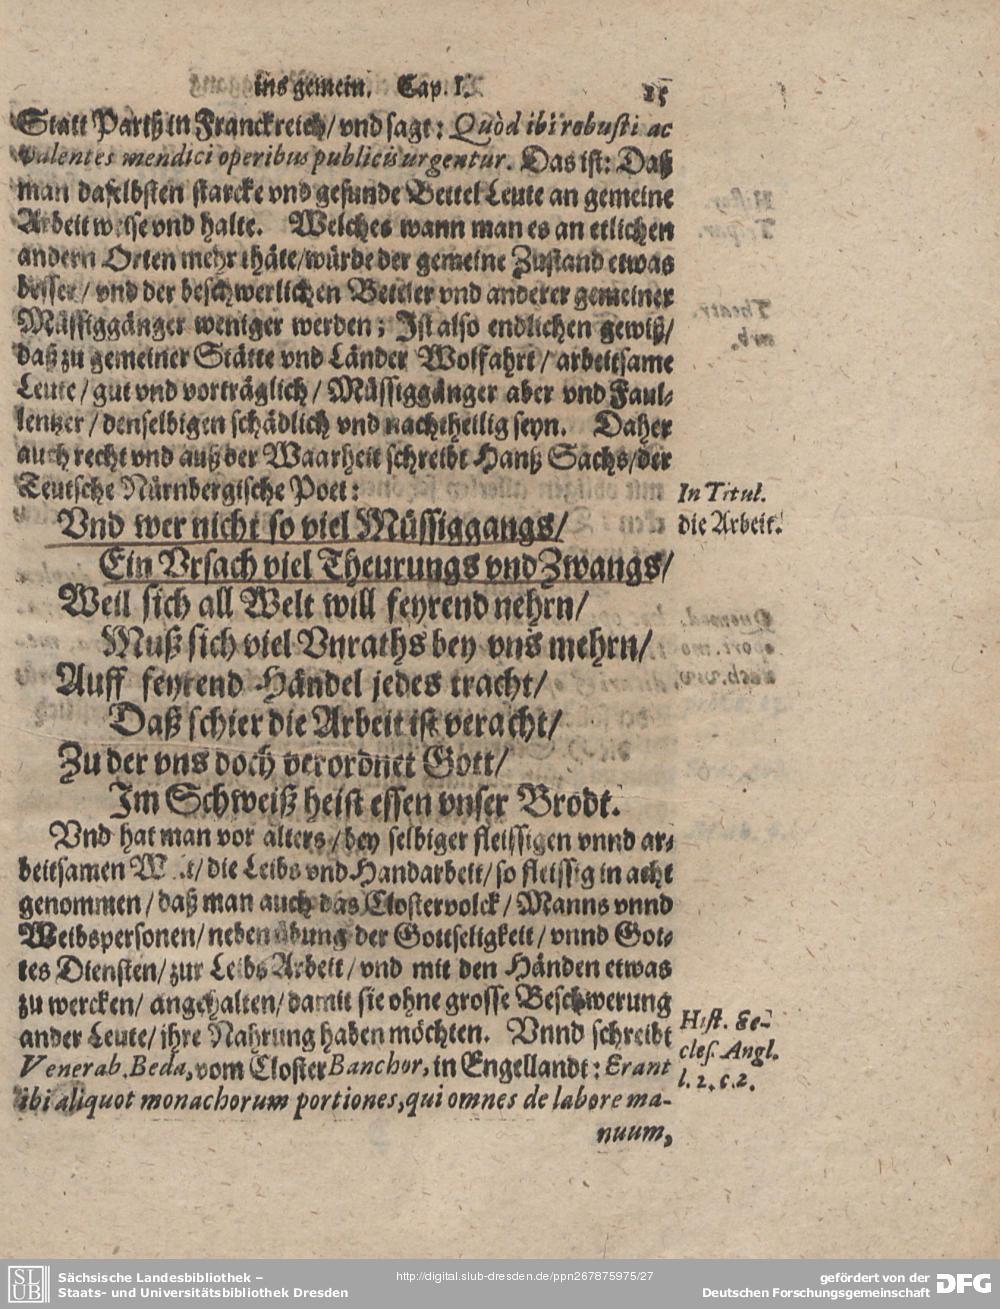 ins gemein. Cap. I. 25
Statt Pariß in Franckreich/ vnd sagt: Quòd ibi robusti ac
valentes mendici operibus publicis urgentur. Das ist: Daß
man daselbsten starcke vnd gesunde Bettel Leute an gemeine
Arbeit weise vnd halte. Welches wann man es an etlichen
andern Orten mehr thäte/ würde der gemeine Zustand etwas
besser/ vnd der beschwerlichen Bettler vnd anderer gemeiner
Müssiggänger weniger werden; Ist also endlichen gewiß/
daß zu gemeiner Stätte vnd Länder Wolfahrt/ arbeitsame
Leute/ gut vnd vorträglich/ Müssiggänger aber vnd Faul-
lentzer/ denselbigen schädlich vnd nachtheilig seyn. Daher
auch recht vnd auß der Waarheit schreibt Hanß Sachs/ der
Teutsche Nürnbergische Poet:
In Titul.
die Arbeit.
Vnd wer nicht so viel Müssiggangs/
Ein Vrsach viel Theurungs vnd Zwangs/
Weil sich all Welt will feyrend nehrn/
Muß sich viel Vnraths bey vns mehrn/
Auff feyrend Händel jedes tracht/
Daß schier die Arbeit ist veracht/
Zu der vns doch verordnet Gott/
Im Schweiß heist essen vnser Brodt.
Vnd hat man vor alters/ bey selbiger fleissigen vnnd ar-
beitsamen / die Leibs vnd Handarbeit/ so fleissig in acht
genommen/ daß man auch das Clostervolck/ Manns vnnd
Weibspersonen/ neben übung der Gottseligkeit/ vnnd Got-
tes Diensten/ zur Leibs Arbeit/ vnd mit den Händen etwas
zu wercken/ angehalten/ damit sie ohne grosse Beschwerung
ander Leute/ ihre Nahrung haben möchten. Vnnd schreibt
Venerab. Beda, vom Closter Banchor, in Engellandt: Erant
ibi aliquot monachorum portiones, qui omnes de labore ma-
nuum,
Hist. Ec-
cles. Angl.
l. 2. c. 2.
SLUB
Sächsische Landesbibliothek –
Staats- und Universitätsbibliothek Dresden
http://digital.slub-dresden.de/ppn267875975/27
gefördert von der
Deutschen Forschungsgemeinschaft
DFG